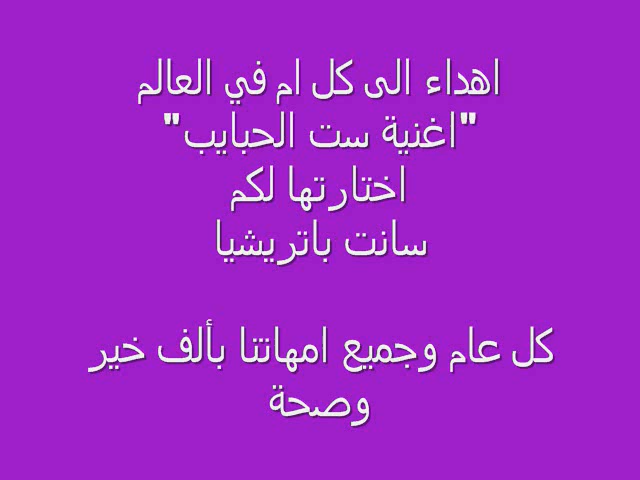 اهداء الى كل ام في العالم
"اغنية ست الحبايب"
اختارتها لكم
سانت باتريشيا
كل عام وجميع امهاتنا بألف خير
وصحة